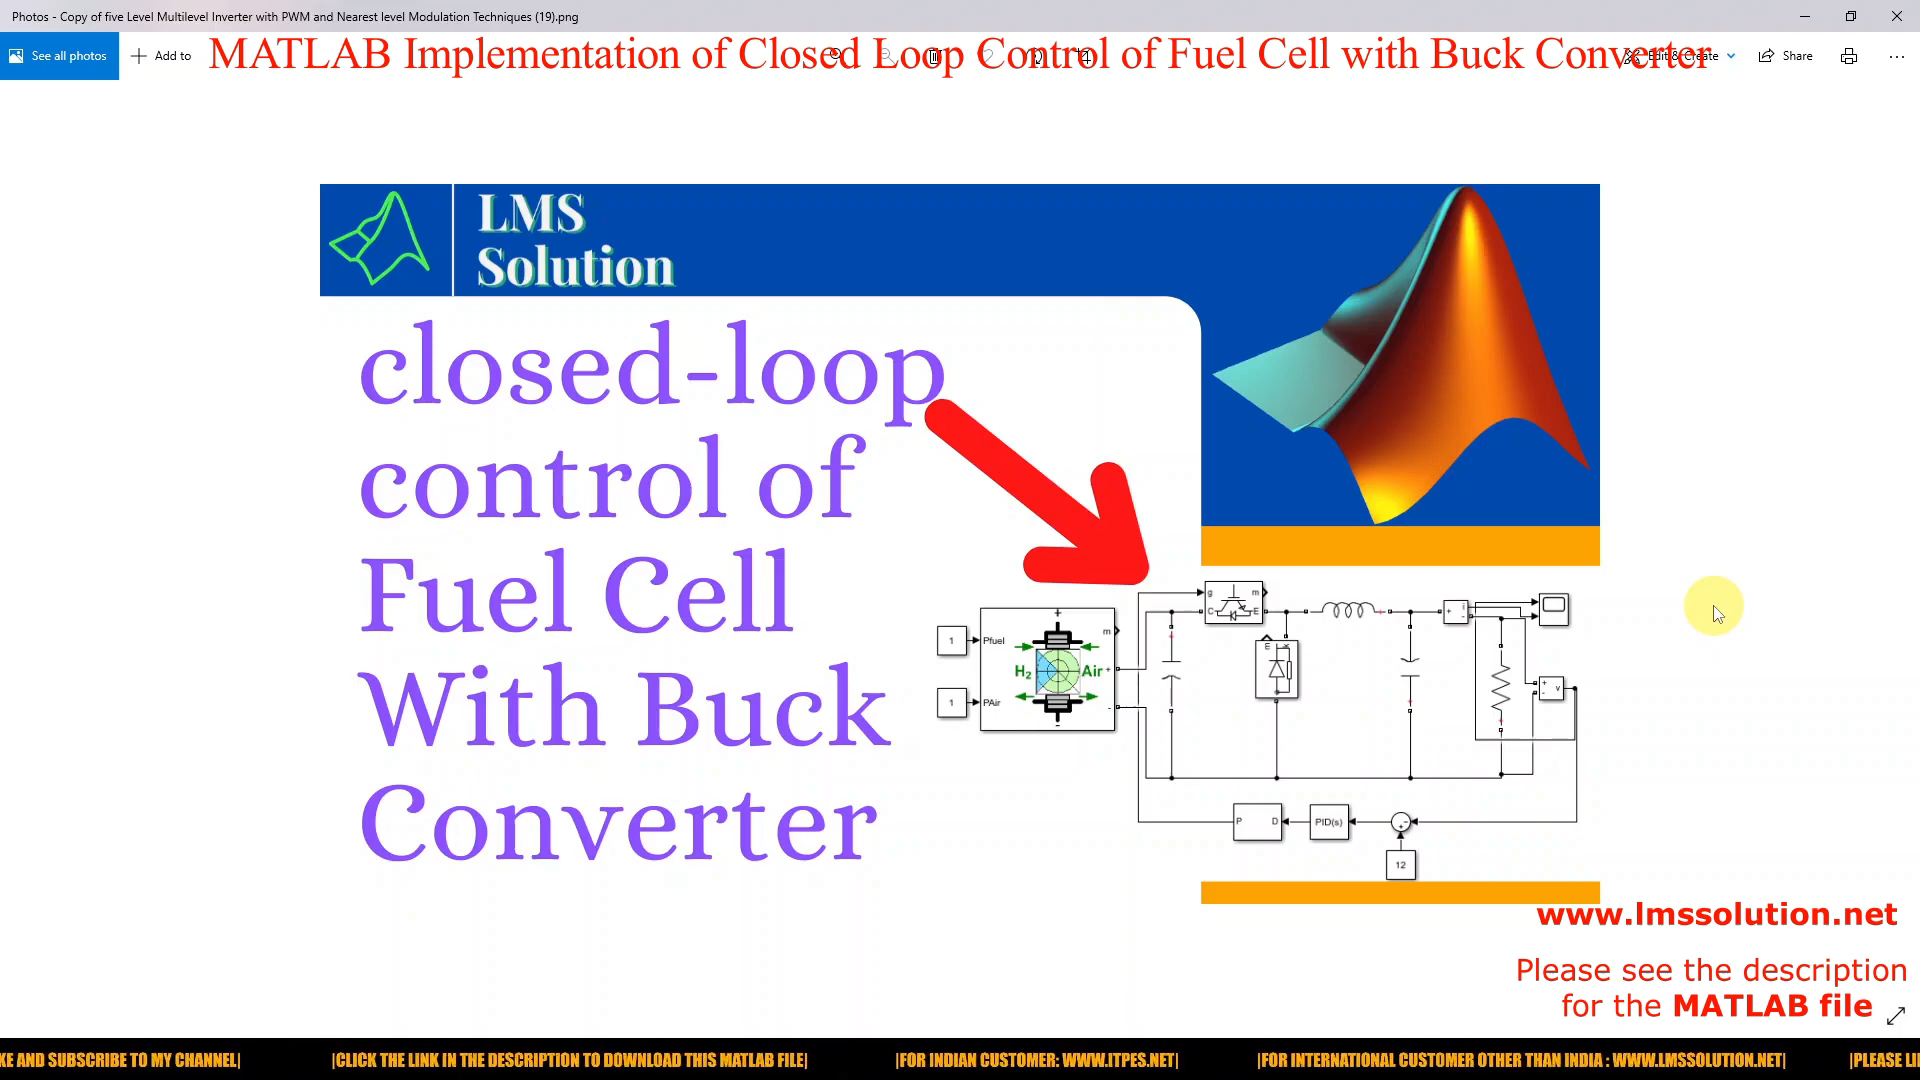 Photos - Copy of five Level Multilevel Inverter with PWM and Nearest level Modulation Techniques (19).png
See all photos
Add to
MATLAB Implementation of Closed Loop Control of Fuel Cell with Buck Converter
Edit & Create
Share
LMS
Solution
closed-loop
control of
Fuel Cell
With Buck
Converter
g m
C E
i
+
-
+
1 Pfuel
m
H2 Air
+
1 PAir
-
-
E
+ v
-
P D
PID(s)
12
www.lmssolution.net
Please see the description
for the MATLAB file
KE AND SUBSCRIBE TO MY CHANNEL| |CLICK THE LINK IN THE DESCRIPTION TO DOWNLOAD THIS MATLAB FILE| |FOR INDIAN CUSTOMER: WWW.ITPES.NET| |FOR INTERNATIONAL CUSTOMER OTHER THAN INDIA : WWW.LMSSOLUTION.NET| |PLEASE LI